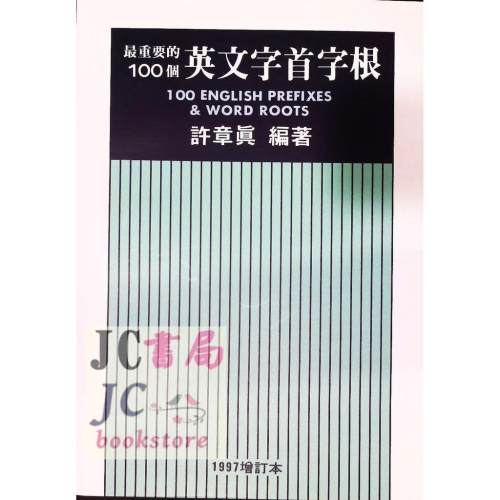 最重要的
100個
英文字首字根
100 ENGLISH PREFIXES
& WORD ROOTS
許章眞 編著
JC書局
JC
bookstore
1997增訂本